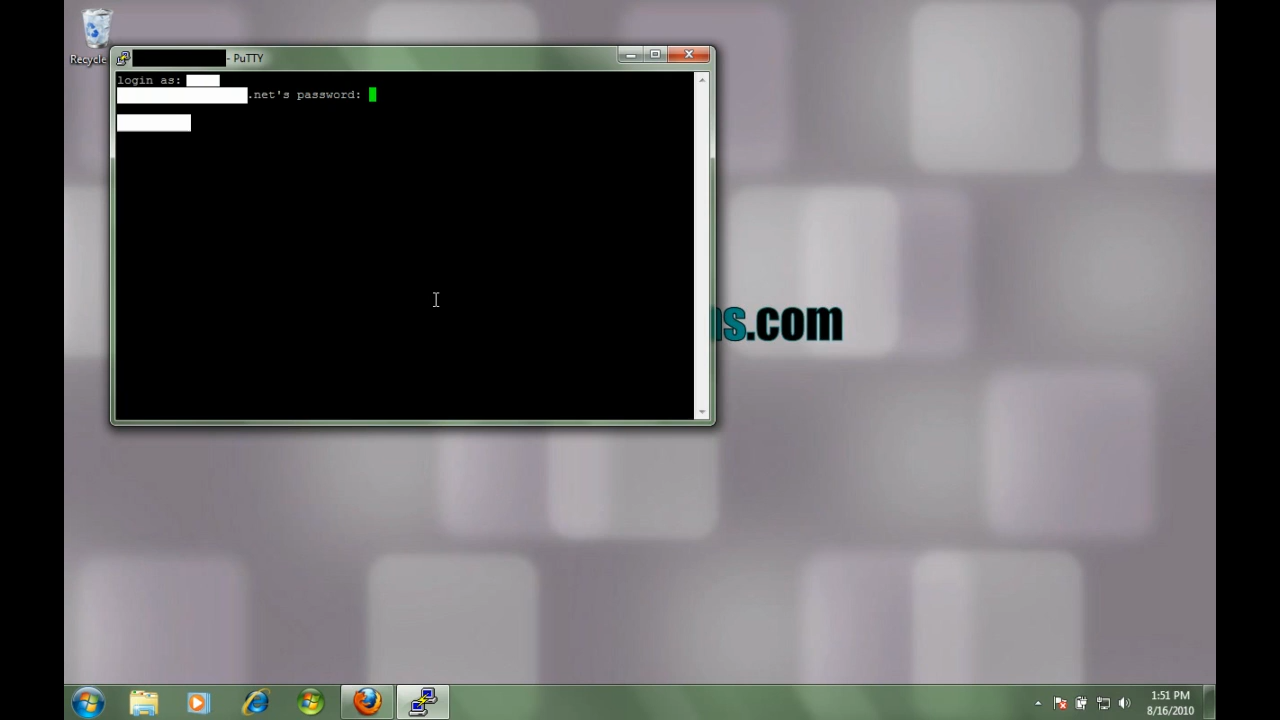 Recycle
- PuTTY
login as:
.net's password:
s.com
1:51 PM
8/16/2010